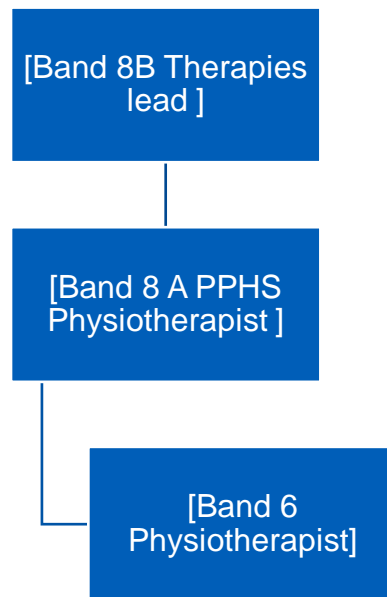 [Band 8B Therapies
lead ]
[Band 8 A PPHS
Physiotherapist ]
[Band 6
Physiotherapist]